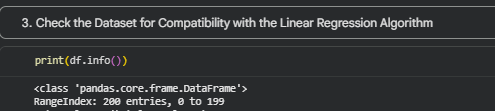 3. Check the Dataset for Compatibility with the Linear Regression Algorithm
print(df.info())
<class 'pandas.core.frame.DataFrame'>
RangeIndex: 200 entries, 0 to 199